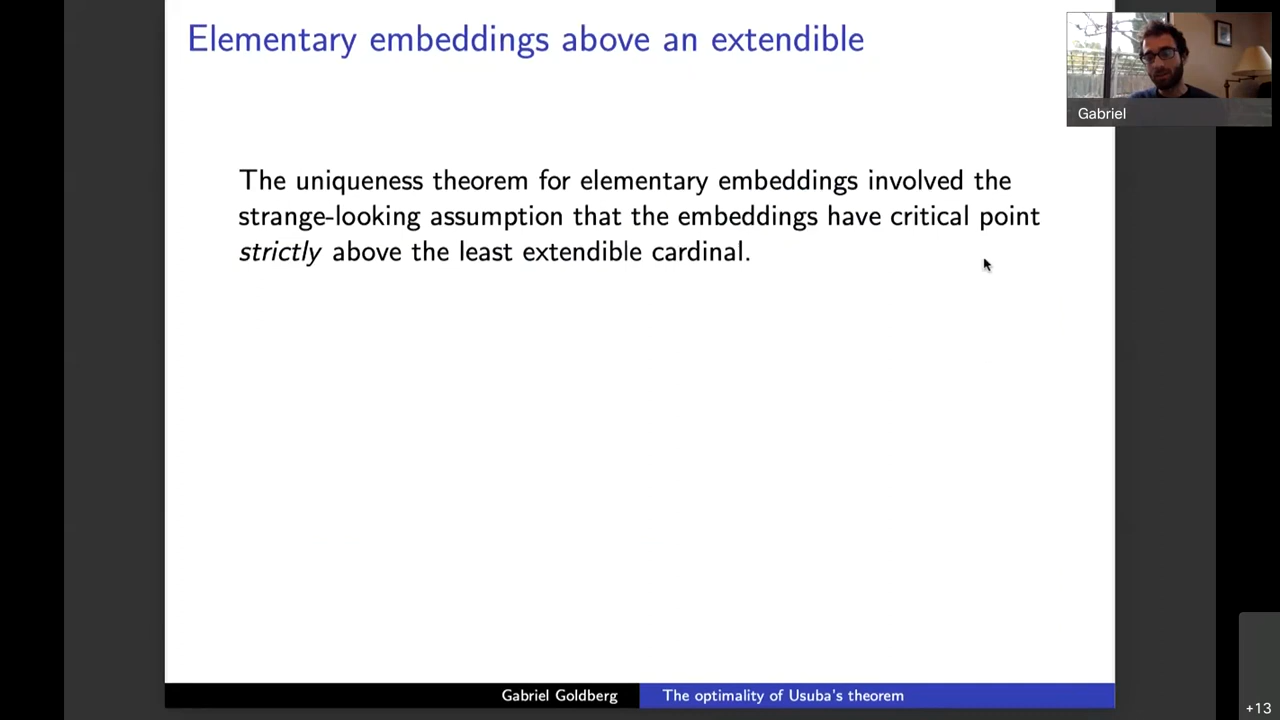 Elementary embeddings above an extendible
Gabriel
The uniqueness theorem for elementary embeddings involved the
strange-looking assumption that the embeddings have critical point
strictly above the least extendible cardinal.
Gabriel Goldberg
The optimality of Usuba's theorem
+13